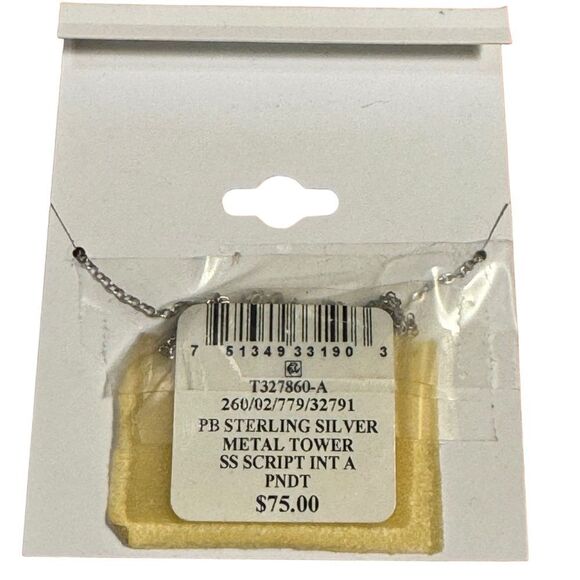 7 51349 33190 3
T327860-A
260/02/779/32791
PB STERLING SILVER
METAL TOWER
SS SCRIPT INT A
PNDT
$75.00